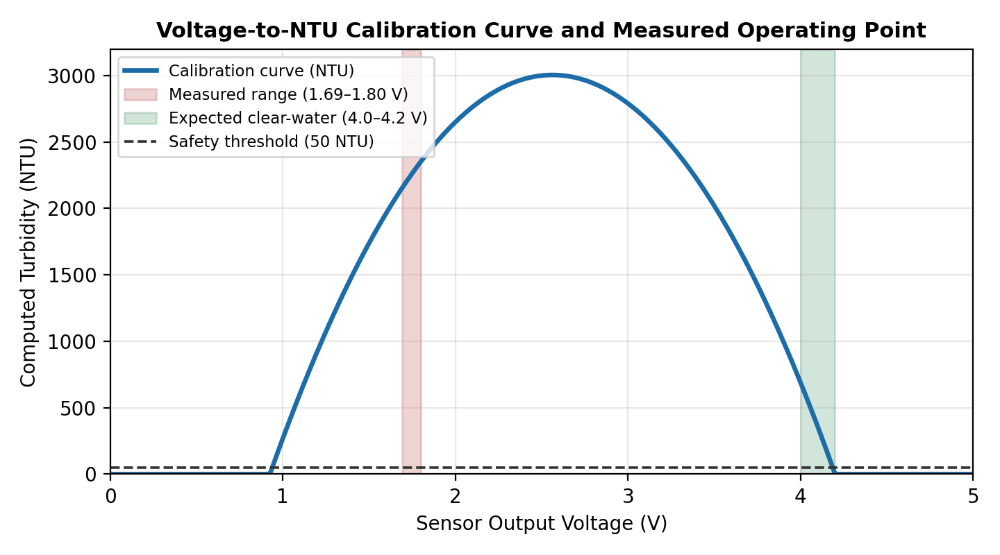 Voltage-to-NTU Calibration Curve and Measured Operating Point
Calibration curve (NTU)
Measured range (1.69–1.80 V)
Expected clear-water (4.0–4.2 V)
Safety threshold (50 NTU)
Computed Turbidity (NTU)
3000
2500
2000
1500
1000
500
0
0 1 2 3 4 5
Sensor Output Voltage (V)